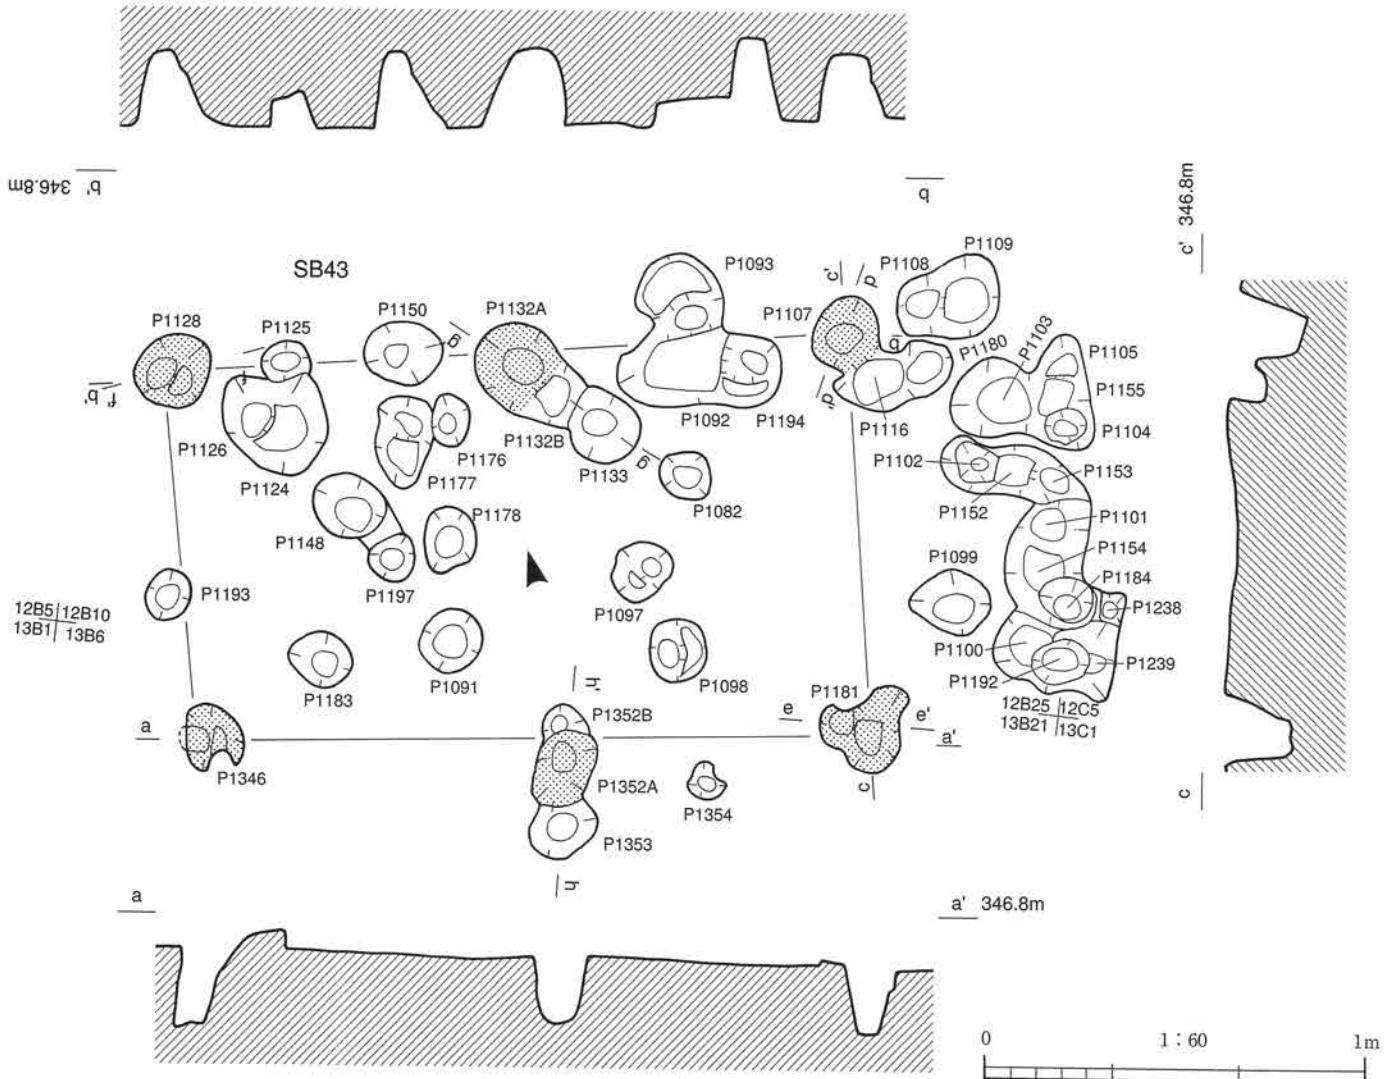 346.8m b'
b
c' 346.8m
SB43
P1109
P1108
P1093
c' d
P1150
P1132A
P1107
P1128
P1125
g
b
P1180
P1103
P1105
f' b'
f
P1155
d'
P1092
P1194
P1116
P1104
P1126
P1176
P1132B
P1102
P1153
P1133
g
P1124
P1177
P1082
P1152
P1178
P1101
P1148
P1154
P1099
P1184
P1193
P1197
P1097
P1238
12B5 12B10
13B1 13B6
P1100
P1239
P1183
P1091
P1098
P1192
h'
P1181
12B25 12C5
13B21 13C1
P1352B
e
e'
a
a'
P1346
P1352A
P1354
c
c
P1353
h
a
a' 346.8m
0 1:60 1m